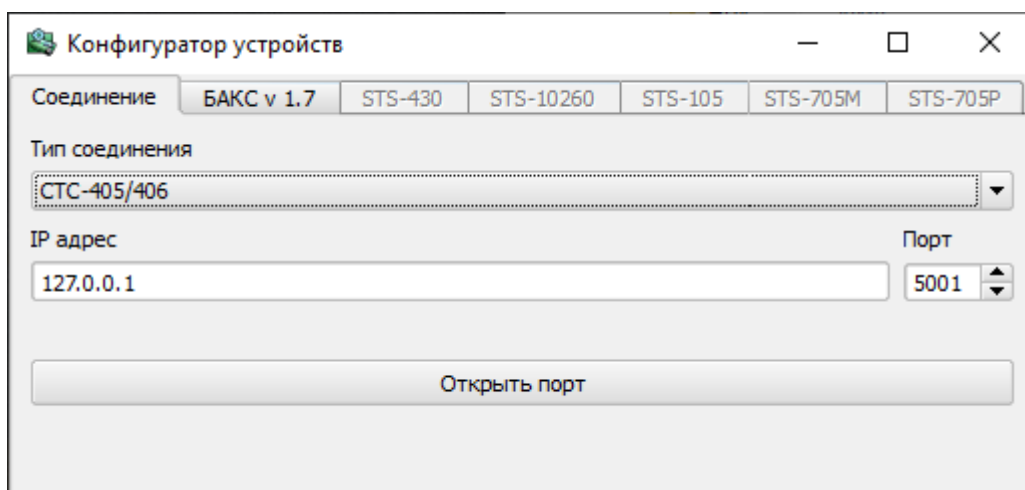 Конфигуратор устройств
Соединение БАКС v 1.7 STS-430 STS-10260 STS-105 STS-705M STS-705P
Тип соединения
СТС-405/406
IP адрес Порт
127.0.0.1 5001
Открыть порт